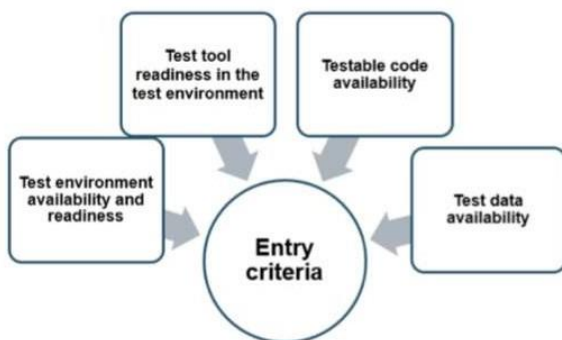 Test tool
readiness in the
test environment
Testable code
availability
Test environment
availability and
readiness
Test data
availability
Entry
criteria